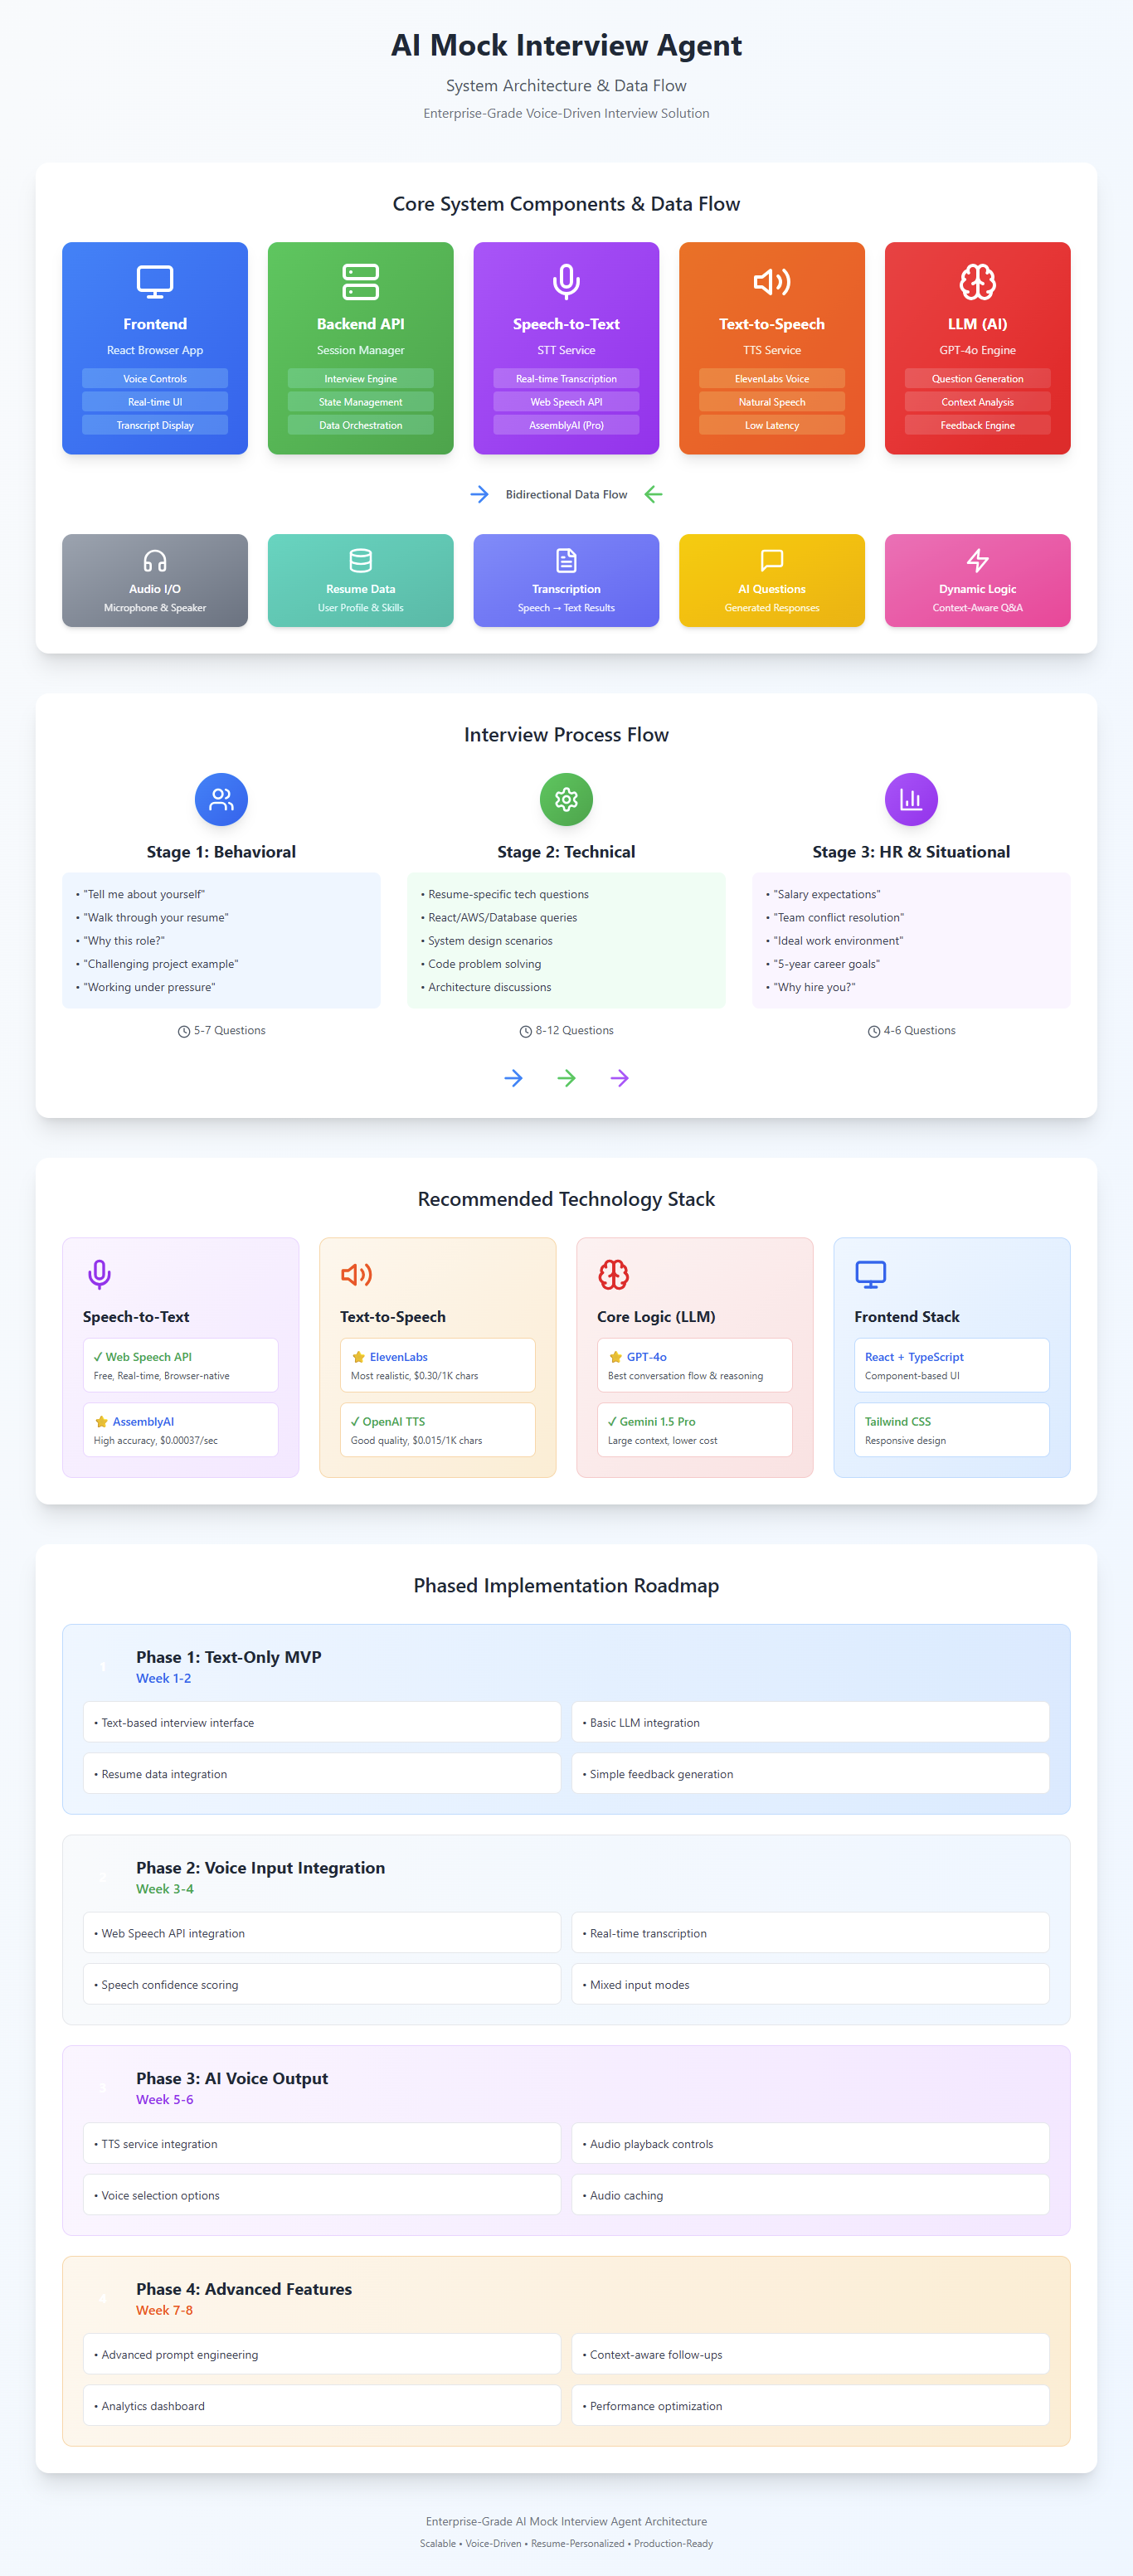 AI Mock Interview Agent
System Architecture & Data Flow
Enterprise-Grade Voice-Driven Interview Solution
Core System Components & Data Flow
Frontend
React Browser App
Voice Controls
Real-time UI
Transcript Display
Backend API
Session Manager
Interview Engine
State Management
Data Orchestration
Speech-to-Text
STT Service
Real-time Transcription
Web Speech API
AssemblyAI (Pro)
Text-to-Speech
TTS Service
ElevenLabs Voice
Natural Speech
Low Latency
LLM (AI)
GPT-4o Engine
Question Generation
Context Analysis
Feedback Engine
Bidirectional Data Flow
Audio I/O
Microphone & Speaker
Resume Data
User Profile & Skills
Transcription
Speech → Text Results
AI Questions
Generated Responses
Dynamic Logic
Context-Aware Q&A
Interview Process Flow
Stage 1: Behavioral
• "Tell me about yourself"
• "Walk through your resume"
• "Why this role?"
• "Challenging project example"
• "Working under pressure"
5-7 Questions
Stage 2: Technical
• Resume-specific tech questions
• React/AWS/Database queries
• System design scenarios
• Code problem solving
• Architecture discussions
8-12 Questions
Stage 3: HR & Situational
• "Salary expectations"
• "Team conflict resolution"
• "Ideal work environment"
• "5-year career goals"
• "Why hire you?"
4-6 Questions
Recommended Technology Stack
Speech-to-Text
✓ Web Speech API
Free, Real-time, Browser-native
⭐ AssemblyAI
High accuracy, $0.00037/sec
Text-to-Speech
⭐ ElevenLabs
Most realistic, $0.30/1K chars
✓ OpenAI TTS
Good quality, $0.015/1K chars
Core Logic (LLM)
⭐ GPT-4o
Best conversation flow & reasoning
✓ Gemini 1.5 Pro
Large context, lower cost
Frontend Stack
React + TypeScript
Component-based UI
Tailwind CSS
Responsive design
Phased Implementation Roadmap
1
Phase 1: Text-Only MVP
Week 1-2
• Text-based interview interface
• Basic LLM integration
• Resume data integration
• Simple feedback generation
2
Phase 2: Voice Input Integration
Week 3-4
• Web Speech API integration
• Real-time transcription
• Speech confidence scoring
• Mixed input modes
3
Phase 3: AI Voice Output
Week 5-6
• TTS service integration
• Audio playback controls
• Voice selection options
• Audio caching
4
Phase 4: Advanced Features
Week 7-8
• Advanced prompt engineering
• Context-aware follow-ups
• Analytics dashboard
• Performance optimization
Enterprise-Grade AI Mock Interview Agent Architecture
Scalable • Voice-Driven • Resume-Personalized • Production-Ready